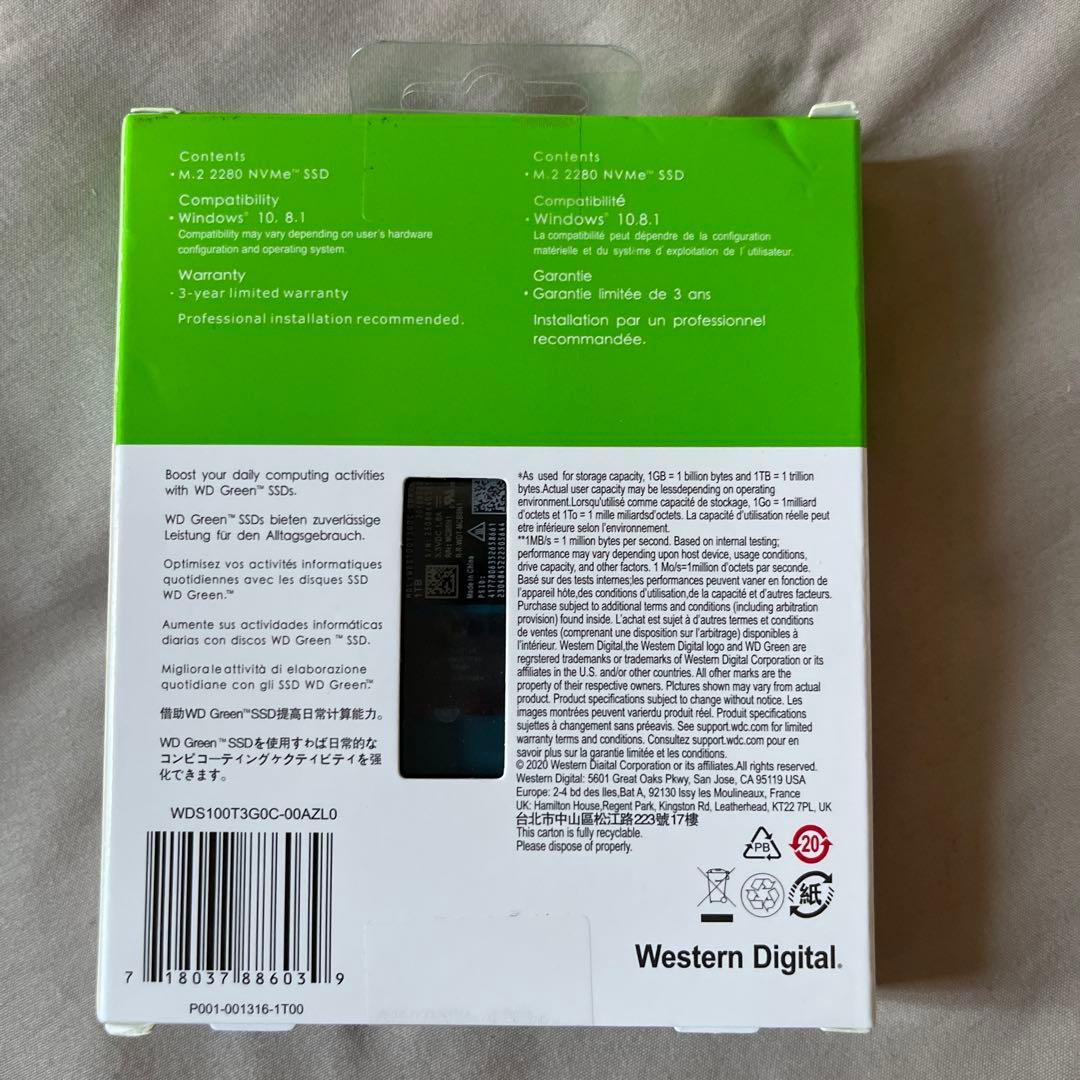 Contents
• M.2 2280 NVMe™ SSD
Compatibility
• Windows® 10, 8.1
Compatibility may vary depending on user's hardware
configuration and operating system.
Warranty
· 3-year limited warranty
Professional installation recommended.
Contents
• M.2 2280 NVMe™ SSD
Compatibilité
• Windows® 10.8.1
La compatibilité peut dépendre de la configuration
matérielle et du système d' exploitation de l' utilisateur.
Garantie
• Garantie limitée de 3 ans
Installation par un professionnel
recommandée.
Boost your daily computing activities
with WD Green™ SSDs.
WD Green™ SSDs bieten zuverlässige
Leistung für den Alltagsgebrauch.
Optimisez vos activités informatiques
quotidiennes avec les disques SSD
WD Green.™
Aumente sus actividades informáticas
diarias con discos WD Green ™ SSD.
Migliora le attività di elaborazione
quotidiane con gli SSD WD Green™.
借助WD Green™SSD提高日常计算能力。
WD Green™SSDを使用すわば日常的な
コンピコーティングヶクティビティを強
化できます。
WDS100T3G0C-00AZL0
7 18037 88603 9
P001-001316-1T00
1TB
Made in China
PSID:
*As used for storage capacity, 1GB = 1 billion bytes and 1TB = 1 trillion
bytes.Actual user capacity may be lessdepending on operating
environment.Lorsqu'utilisé comme capacité de stockage, 1Go = 1milliard
d'octets et 1To = 1 mille milliardsd'octets. La capacité d'utilisation réelle peut
etre inférieure selon l'environnement.
**1MB/s = 1 million bytes per second. Based on internal testing;
performance may vary depending upon host device, usage conditions,
drive capacity, and other factors. 1 Mo/s=1million d'octets par seconde.
Basé sur des tests internes;les performances peuvent vaner en fonction de
l'appareil hôte,des conditions d'utilisation,de la capacité et d'autres facteurs.
Purchase subject to additional terms and conditions (including arbitration
provision) found inside. L'achat est sujet à d'autres termes et conditions
de ventes (comprenant une disposition sur l'arbitrage) disponibles à
l'intérieur. Western Digital,the Western Digital logo and WD Green are
regrstered trademanks or trademarks of Western Digital Corporation or its
affiliates in the U.S. and/or other countries. All ofher marks are the
property of their respective owners. PIctures shown may vary from actual
product. Product specifications subject to change without notice. Les
images montrées peuvent varierdu produit réel. Produit specifications
sujettes à changement sans préeavis. See support.wdc.com for limited
warranty terms and conditions. Consultez support.wdc.com pour en
savoir plus sur la garantie limitée et les conditions.
© 2020 Western Diaital Corporation or its affiliates.All rights reserved.
Western Digital: 5601 Great Oaks Pkwy, San Jose, CA 95119 USA
Europe: 2-4 bd des Iles,Bat A, 92130 Issy les Moulineaux, France
UK: Hamilton House,Regent Park, Kingston Rd, Leatherhead, KT22 7PL, UK
台北市中山區松江路223號17樓
This carton is fully recyclable.
Please dispose of properly.
PB
20
紙
Western Digital®